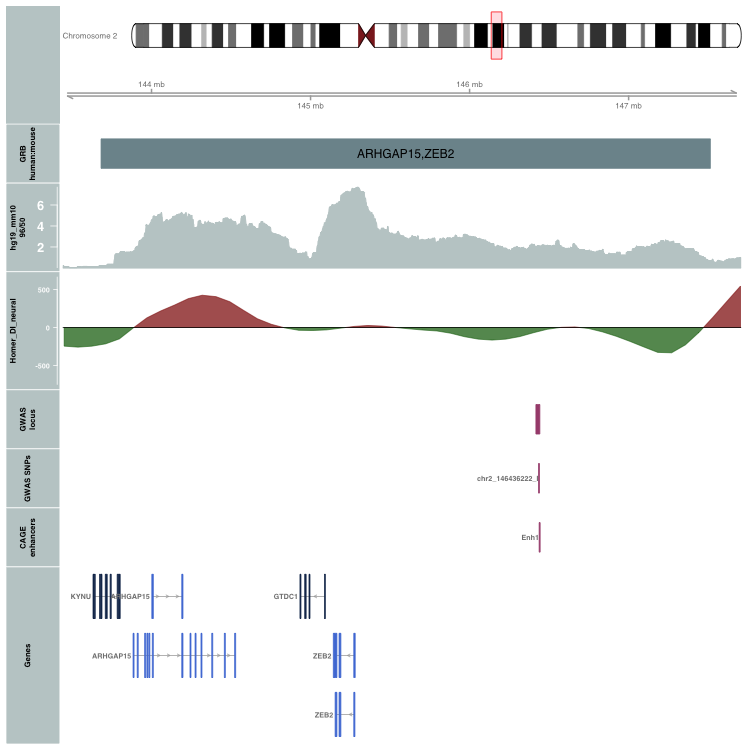 Chromosome 2
144 mb
146 mb
145 mb
147 mb
GRB
human:mouse
ARHGAP15,ZEB2
hg19_mm10
96/50
6
4
2
Homer_DI_neural
500
0
-500
GWAS
locus
GWAS SNPs
chr2_146436222_I
CAGE
enhancers
Enh1
Genes
KYNU
ARHGAP15
GTDC1
ARHGAP15
ZEB2
ZEB2